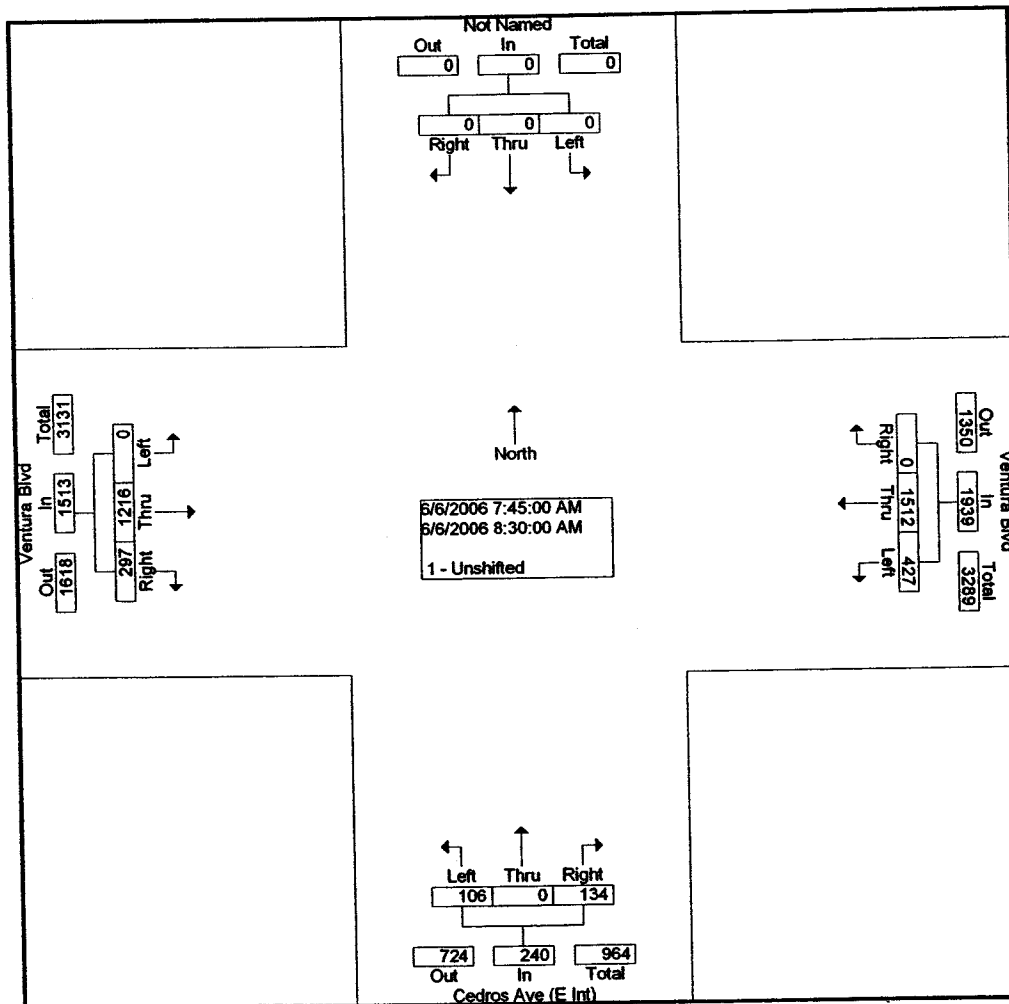 Not Named
Out In Total
0 0 0
0 0 0
Right Thru Left
Ventura Blvd
Total In Out
3131 1513 1618
0 1216 297
Left Thru Right
North
6/6/2006 7:45:00 AM
6/6/2006 8:30:00 AM
1 - Unshifted
Right Thru Left
0 1512 427
Out In Total
1350 1939 3289
Ventura Blvd
Left Thru Right
106 0 134
724 240 964
Out In Total
Cedros Ave (E Int)